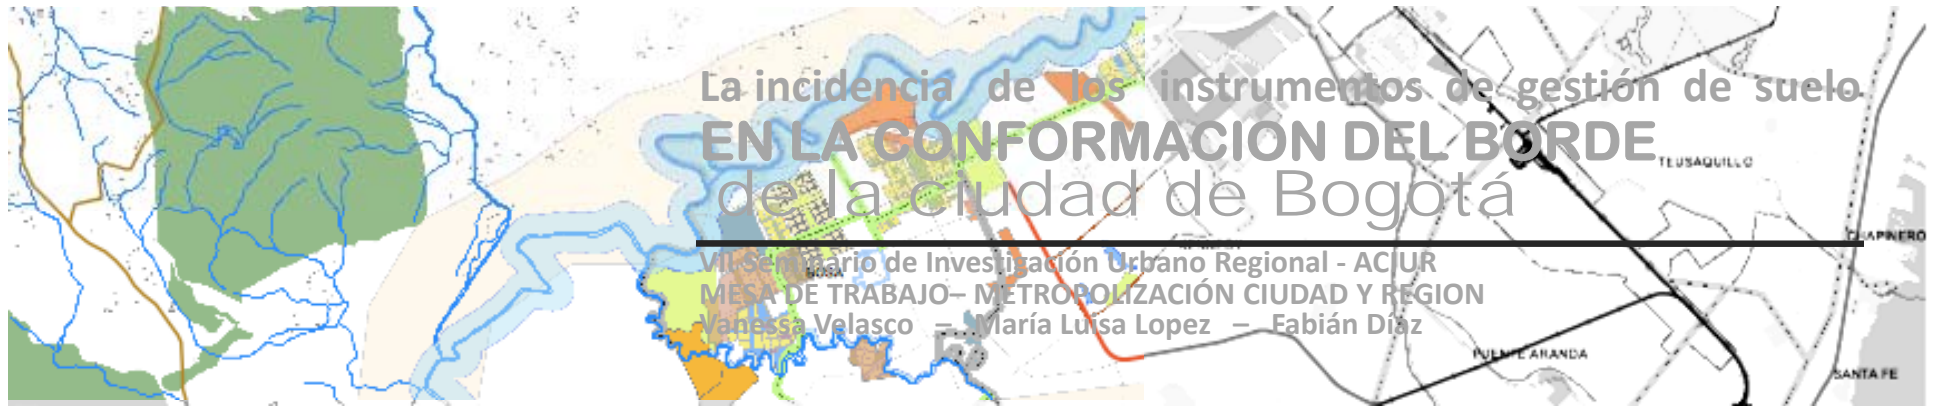 La incidencia de los instrumentos de gestión de suelo
EN LA CONFORMACION DEL BORDE
de la ciudad de Bogotá
VII Seminario de Investigación Urbano Regional - ACIUR
MESA DE TRABAJO– METROPOLIZACIÓN CIUDAD Y REGION
Vanessa Velasco – María Luisa Lopez – Fabián Díaz
TEUSAQUILLO
CHAPINERO
BOSA
PUENTE ARANDA
SANTA FE